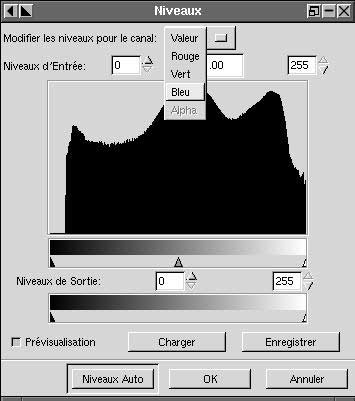 Niveaux
Modifier les niveaux pour le canal: Valeur
Rouge
Niveaux d'Entrée: 0 .00 255
Vert
Bleu
Alpha
Niveaux de Sortie: 0 255
Prévisualisation Charger Enregistrer
Niveaux Auto OK Annuler